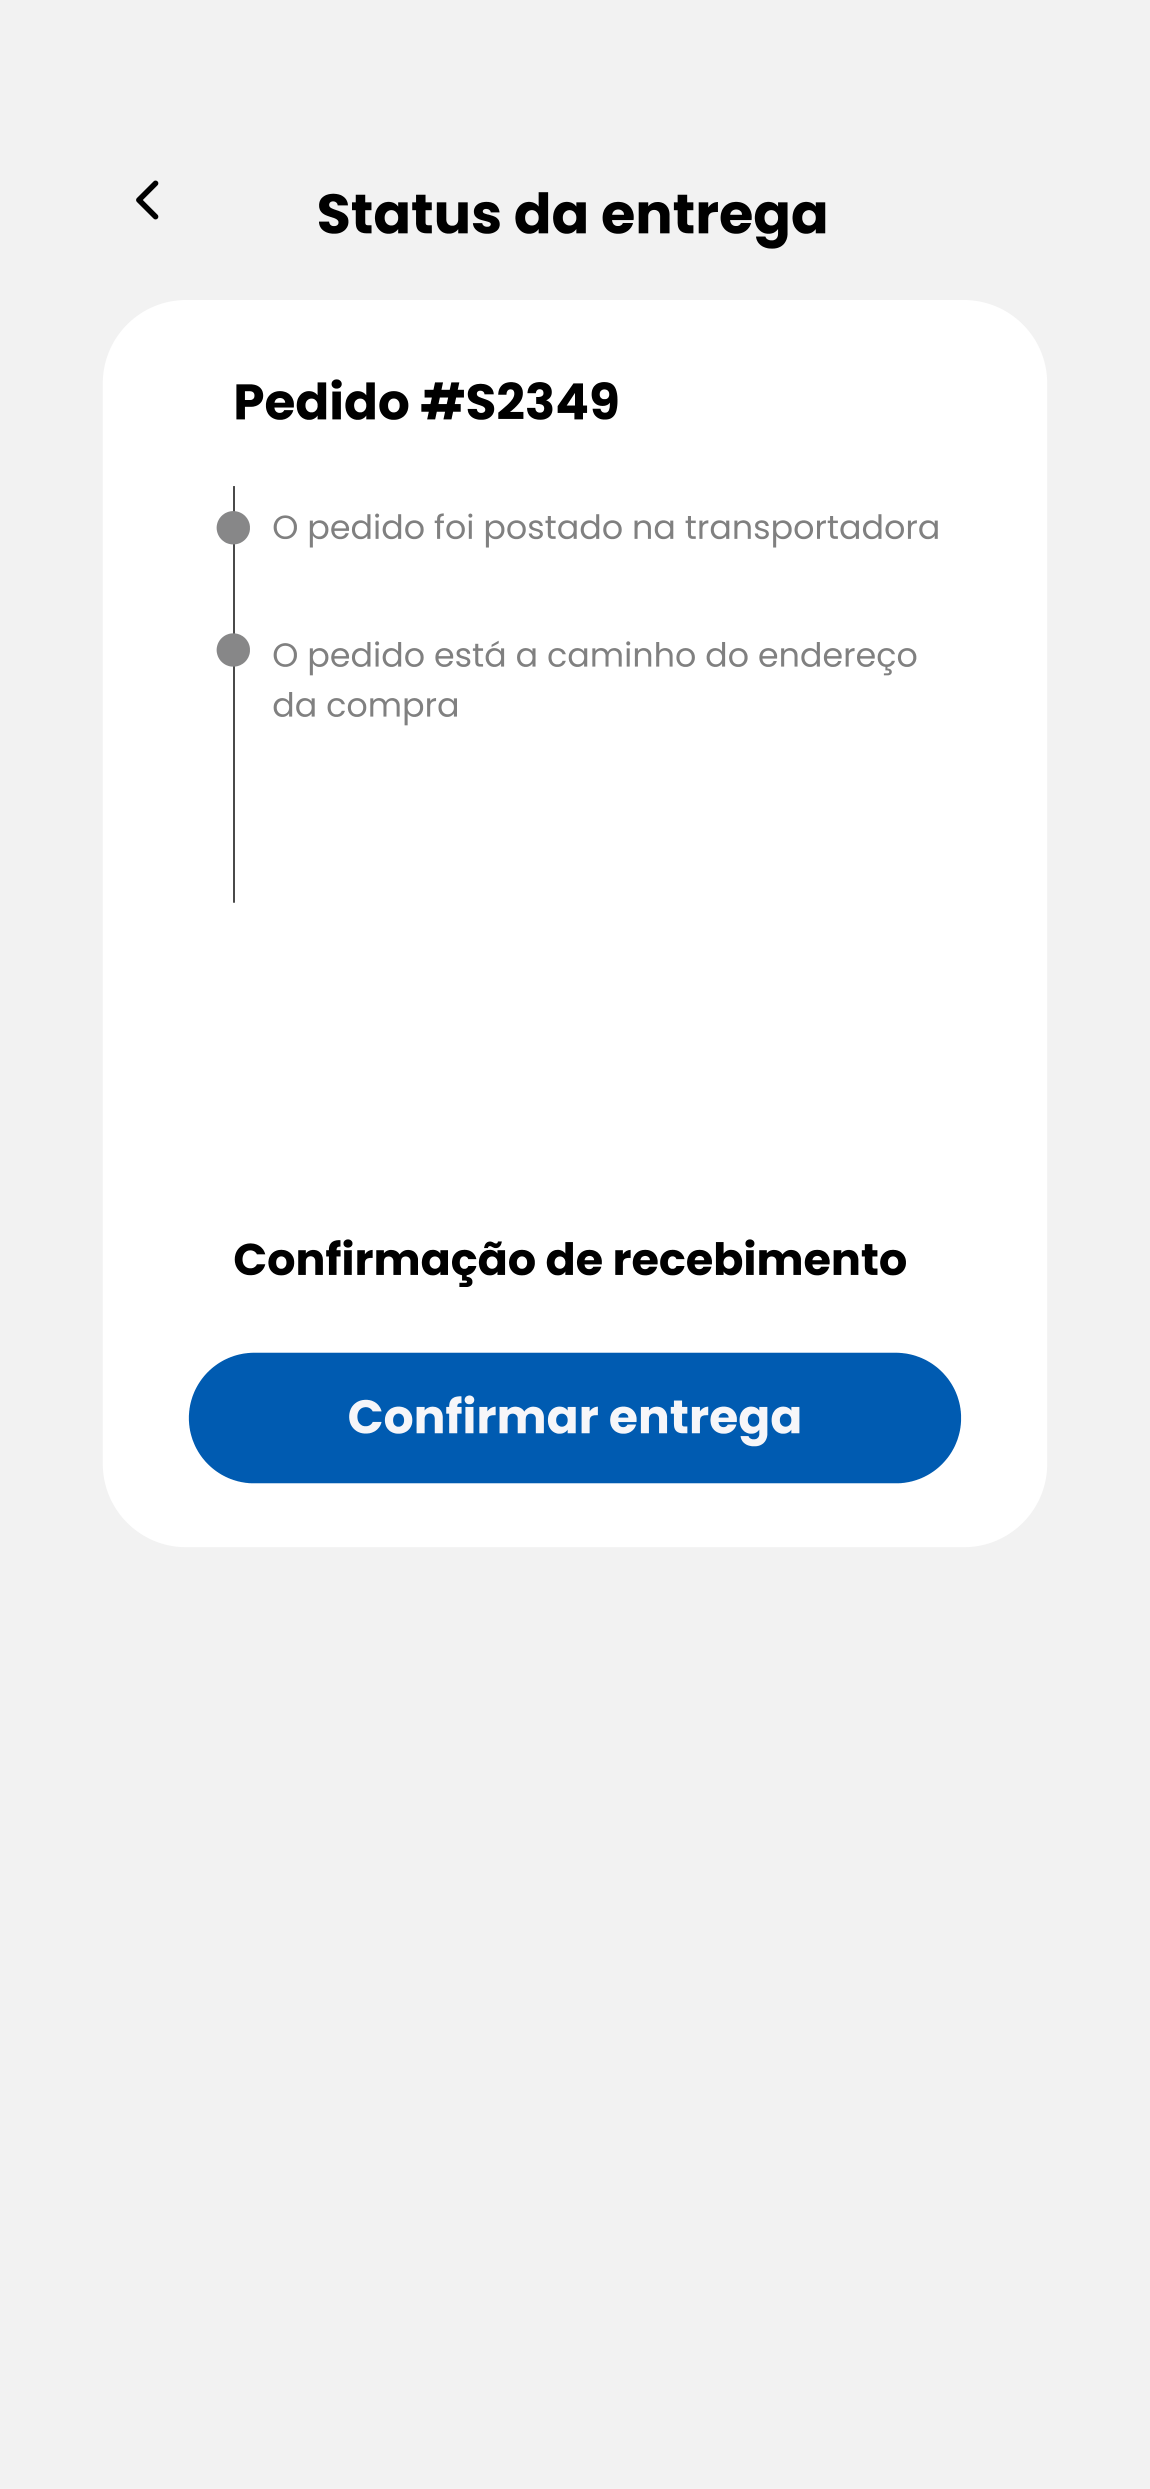 Status da entrega
Pedido #S2349
O pedido foi postado na transportadora
O pedido está a caminho do endereço
da compra
Confirmação de recebimento
Confirmar entrega